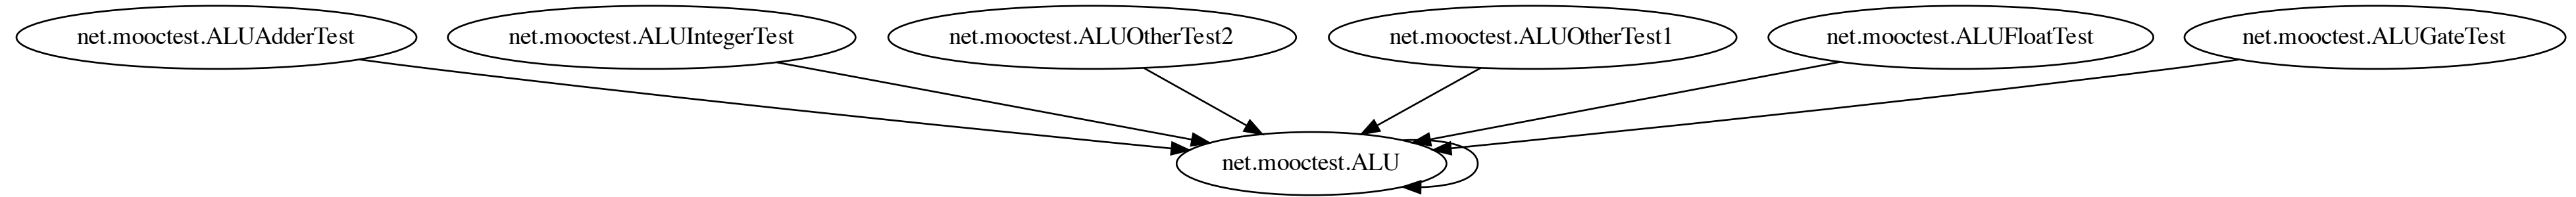 net.mooctest.ALUAdderTest
net.mooctest.ALUIntegerTest
net.mooctest.ALUOtherTest2
net.mooctest.ALUOtherTest1
net.mooctest.ALUFloatTest
net.mooctest.ALUGateTest
net.mooctest.ALU